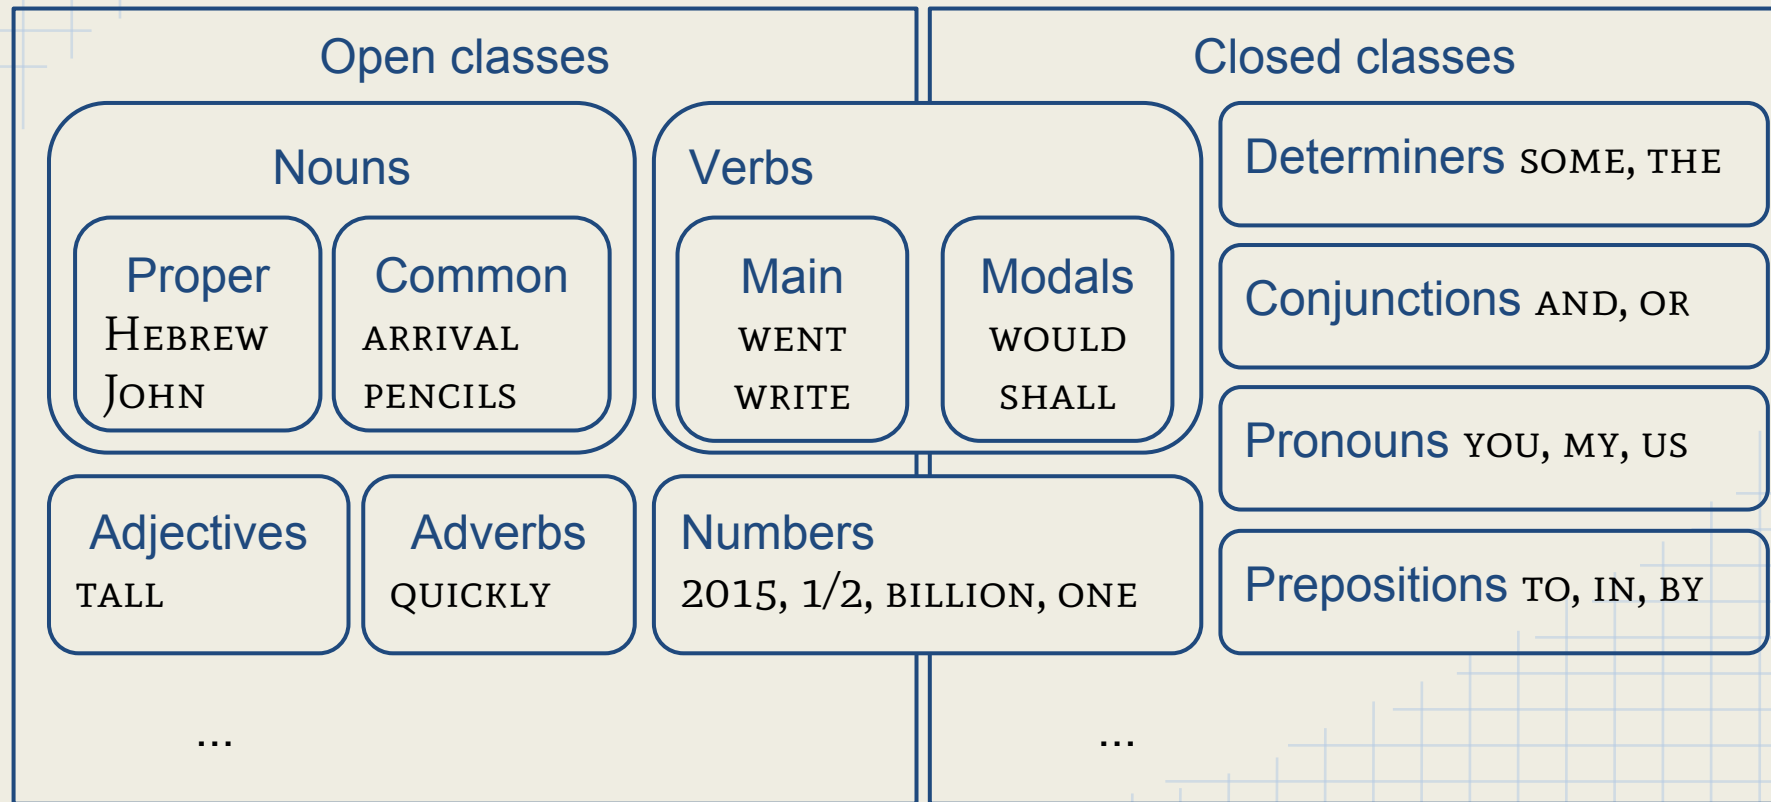 Open classes
Closed classes
Nouns
Proper
HEBREW
JOHN
Common
ARRIVAL
PENCILS
Verbs
Main
WENT
WRITE
Modals
WOULD
SHALL
Determiners SOME, THE
Conjunctions AND, OR
Pronouns YOU, MY, US
Prepositions TO, IN, BY
Adjectives
TALL
Adverbs
QUICKLY
Numbers
2015, 1/2, BILLION, ONE
...
...